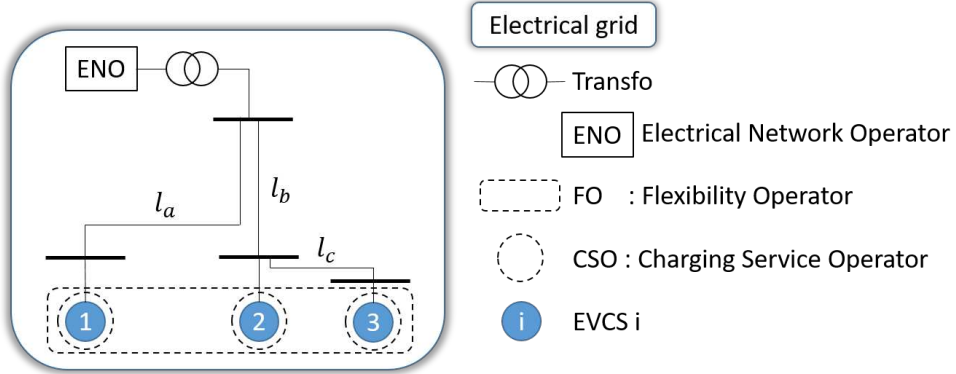 ENO
l_a
l_b
l_c
1
2
3
Electrical grid
Transfo
ENO Electrical Network Operator
FO : Flexibility Operator
CSO : Charging Service Operator
i EVCS i